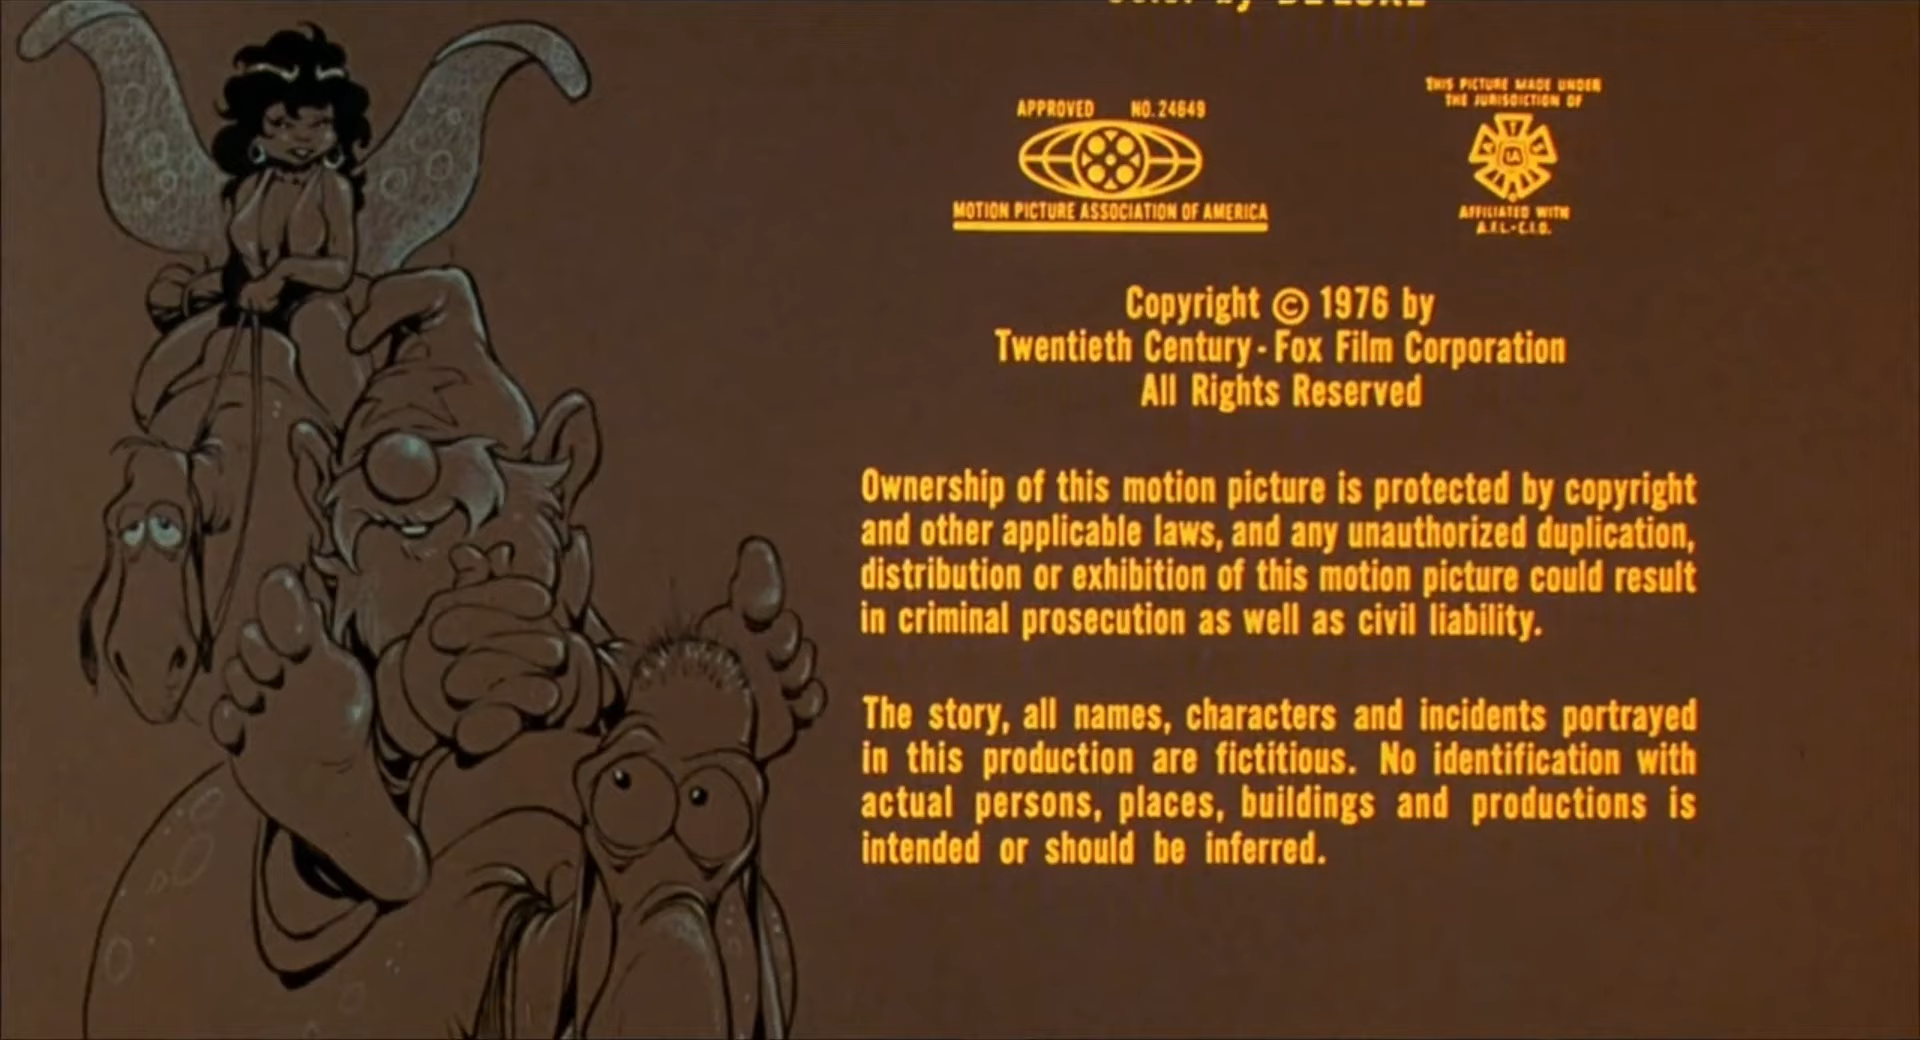 APPROVED NO. 24649
MOTION PICTURE ASSOCIATION OF AMERICA
THIS PICTURE MADE UNDER
THE JURISDICTION OF
IA
AFFILIATED WITH
A.F.L.-C.I.O.
Copyright © 1976 by
Twentieth Century-Fox Film Corporation
All Rights Reserved
Ownership of this motion picture is protected by copyright
and other applicable laws, and any unauthorized duplication,
distribution or exhibition of this motion picture could result
in criminal prosecution as well as civil liability.
The story, all names, characters and incidents portrayed
in this production are fictitious. No identification with
actual persons, places, buildings and productions is
intended or should be inferred.